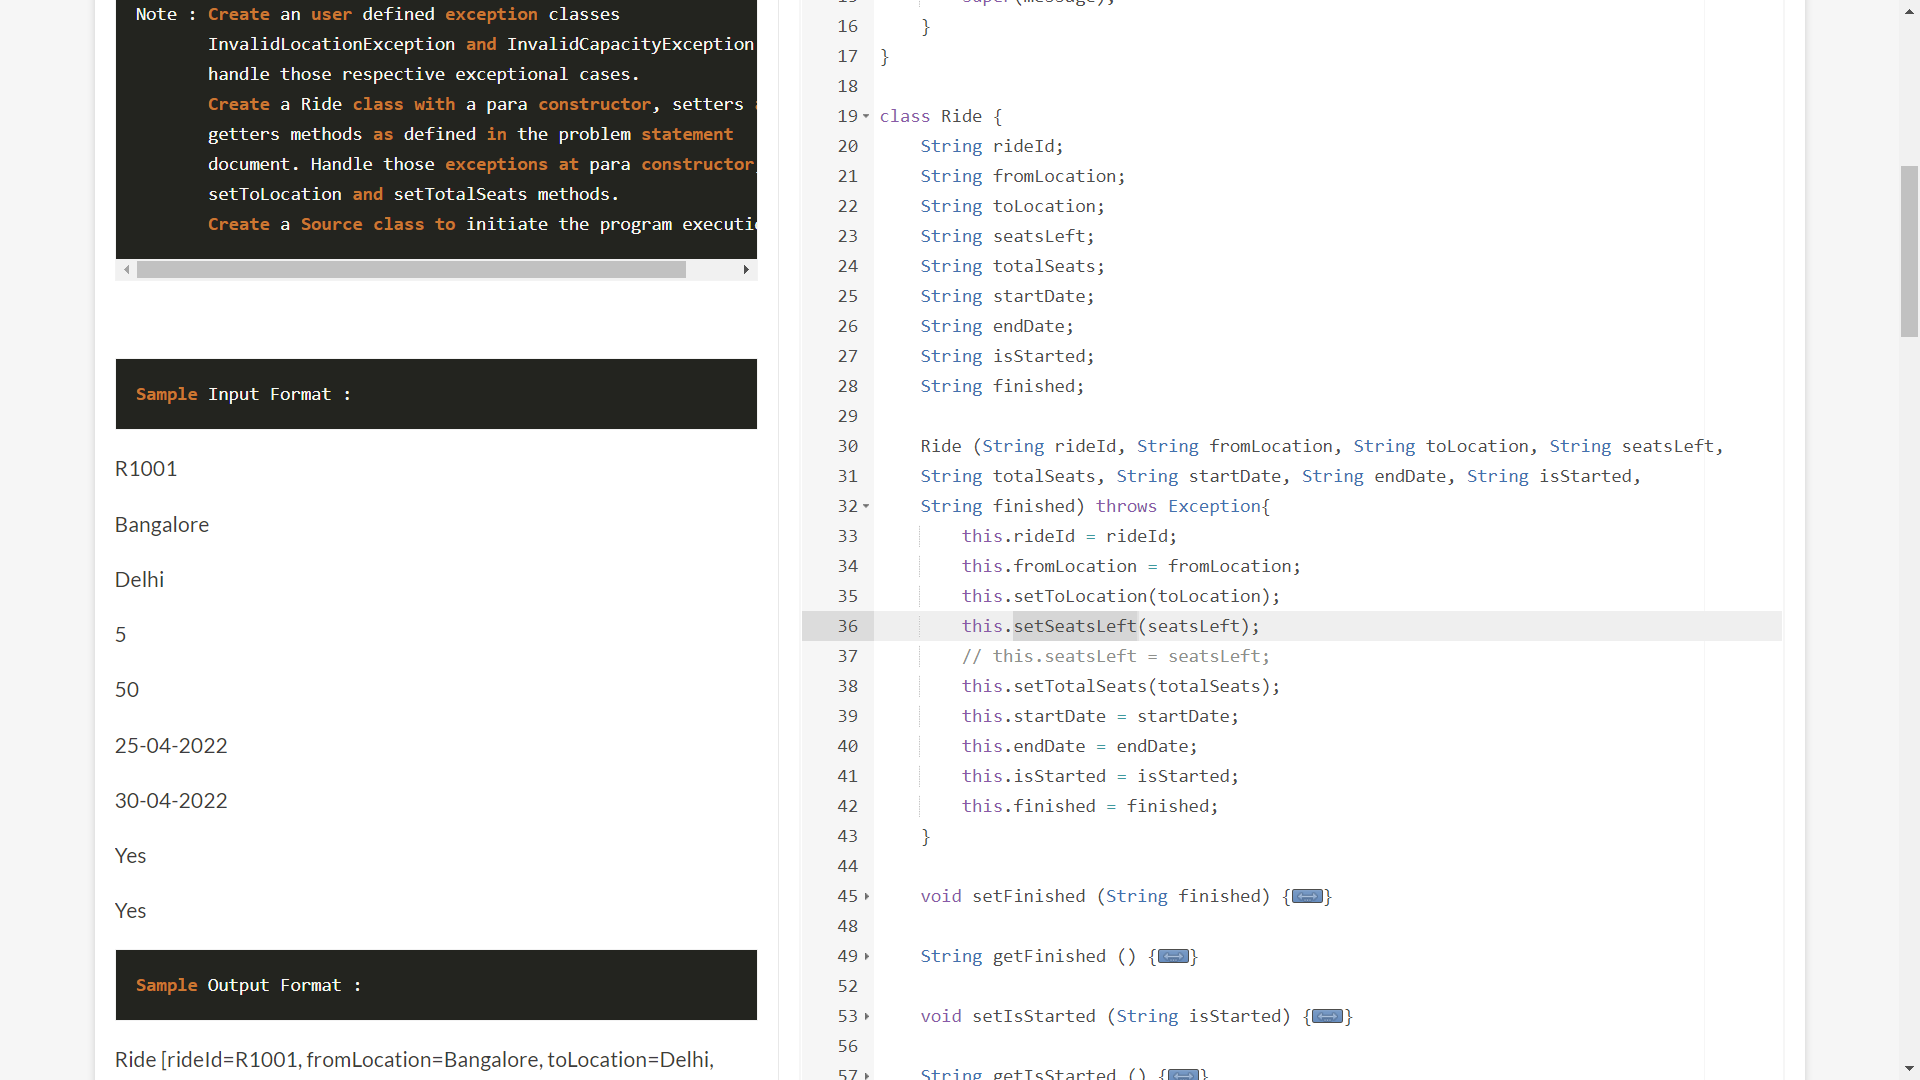 Note : Create an user defined exception classes
InvalidLocationException and InvalidCapacityException
handle those respective exceptional cases.
Create a Ride class with a para constructor, setters
getters methods as defined in the problem statement
document. Handle those exceptions at para constructor,
setToLocation and setTotalSeats methods.
Create a Source class to initiate the program
Sample Input Format :
R1001
Bangalore
Delhi
5
50
25-04-2022
30-04-2022
Yes
Yes
Sample Output Format :
Ride [rideId=R1001, fromLocation=Bangalore, toLocation=Delhi,
15 super(message);
16 }
17 }
18
19 class Ride {
20 String rideId;
21 String fromLocation;
22 String toLocation;
23 String seatsLeft;
24 String totalSeats;
25 String startDate;
26 String endDate;
27 String isStarted;
28 String finished;
29
30 Ride (String rideId, String fromLocation, String toLocation, String seatsLeft,
31 String totalSeats, String startDate, String endDate, String isStarted,
32 String finished) throws Exception{
33 this.rideId = rideId;
34 this.fromLocation = fromLocation;
35 this.setToLocation(toLocation);
36 this.setSeatsLeft(seatsLeft);
37 // this.seatsLeft = seatsLeft;
38 this.setTotalSeats(totalSeats);
39 this.startDate = startDate;
40 this.endDate = endDate;
41 this.isStarted = isStarted;
42 this.finished = finished;
43 }
44
45 void setFinished (String finished) {}
48
49 String getFinished () {}
52
53 void setIsStarted (String isStarted) {}
56
57 String getIsStarted () {}